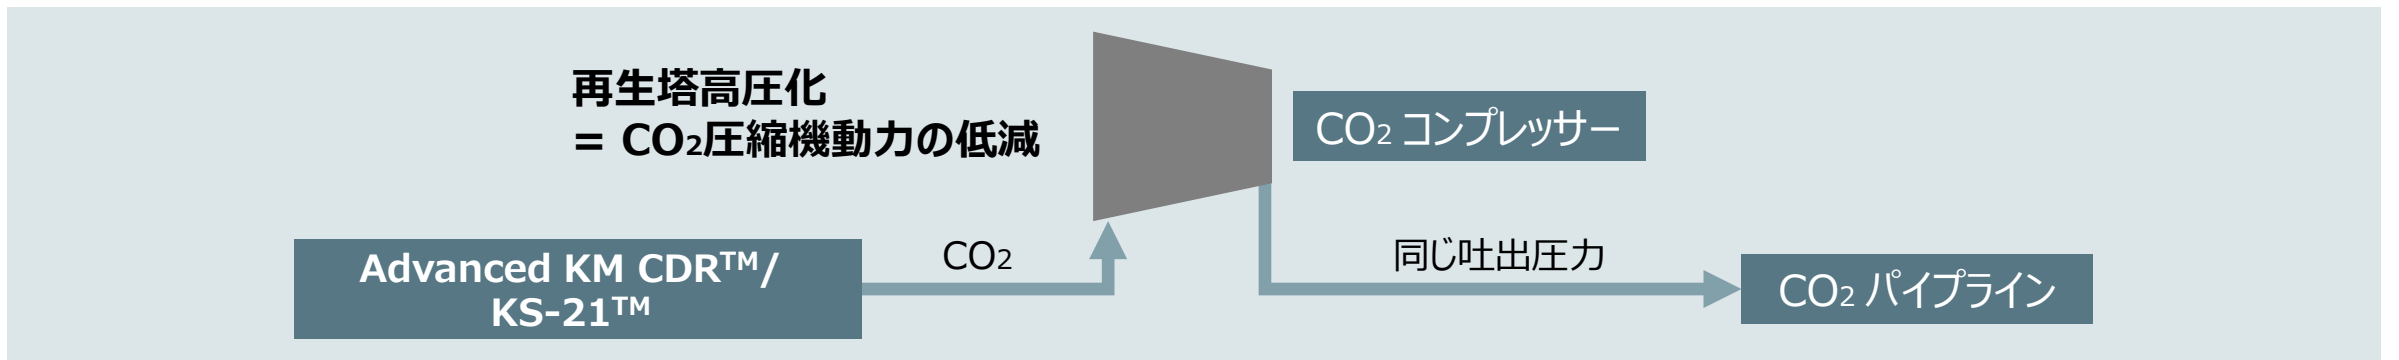 再生塔高圧化
= CO₂圧縮機動力の低減
CO₂ コンプレッサー
Advanced KM CDR™/
KS-21™
CO₂
同じ吐出圧力
CO₂ パイプライン